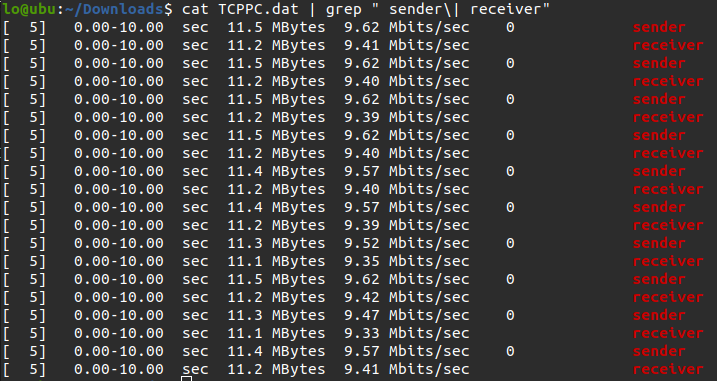 lo@ubu:~/Downloads$ cat TCPPC.dat | grep " sender\| receiver"
[  5]   0.00-10.00  sec  11.5 MBytes  9.62 Mbits/sec    0             sender
[  5]   0.00-10.00  sec  11.2 MBytes  9.41 Mbits/sec                  receiver
[  5]   0.00-10.00  sec  11.5 MBytes  9.62 Mbits/sec    0             sender
[  5]   0.00-10.00  sec  11.2 MBytes  9.40 Mbits/sec                  receiver
[  5]   0.00-10.00  sec  11.5 MBytes  9.62 Mbits/sec    0             sender
[  5]   0.00-10.00  sec  11.2 MBytes  9.39 Mbits/sec                  receiver
[  5]   0.00-10.00  sec  11.5 MBytes  9.62 Mbits/sec    0             sender
[  5]   0.00-10.00  sec  11.2 MBytes  9.40 Mbits/sec                  receiver
[  5]   0.00-10.00  sec  11.4 MBytes  9.57 Mbits/sec    0             sender
[  5]   0.00-10.00  sec  11.2 MBytes  9.40 Mbits/sec                  receiver
[  5]   0.00-10.00  sec  11.4 MBytes  9.57 Mbits/sec    0             sender
[  5]   0.00-10.00  sec  11.2 MBytes  9.39 Mbits/sec                  receiver
[  5]   0.00-10.00  sec  11.3 MBytes  9.52 Mbits/sec    0             sender
[  5]   0.00-10.00  sec  11.1 MBytes  9.35 Mbits/sec                  receiver
[  5]   0.00-10.00  sec  11.5 MBytes  9.62 Mbits/sec    0             sender
[  5]   0.00-10.00  sec  11.2 MBytes  9.42 Mbits/sec                  receiver
[  5]   0.00-10.00  sec  11.3 MBytes  9.47 Mbits/sec    0             sender
[  5]   0.00-10.00  sec  11.1 MBytes  9.33 Mbits/sec                  receiver
[  5]   0.00-10.00  sec  11.4 MBytes  9.57 Mbits/sec    0             sender
[  5]   0.00-10.00  sec  11.2 MBytes  9.41 Mbits/sec                  receiver